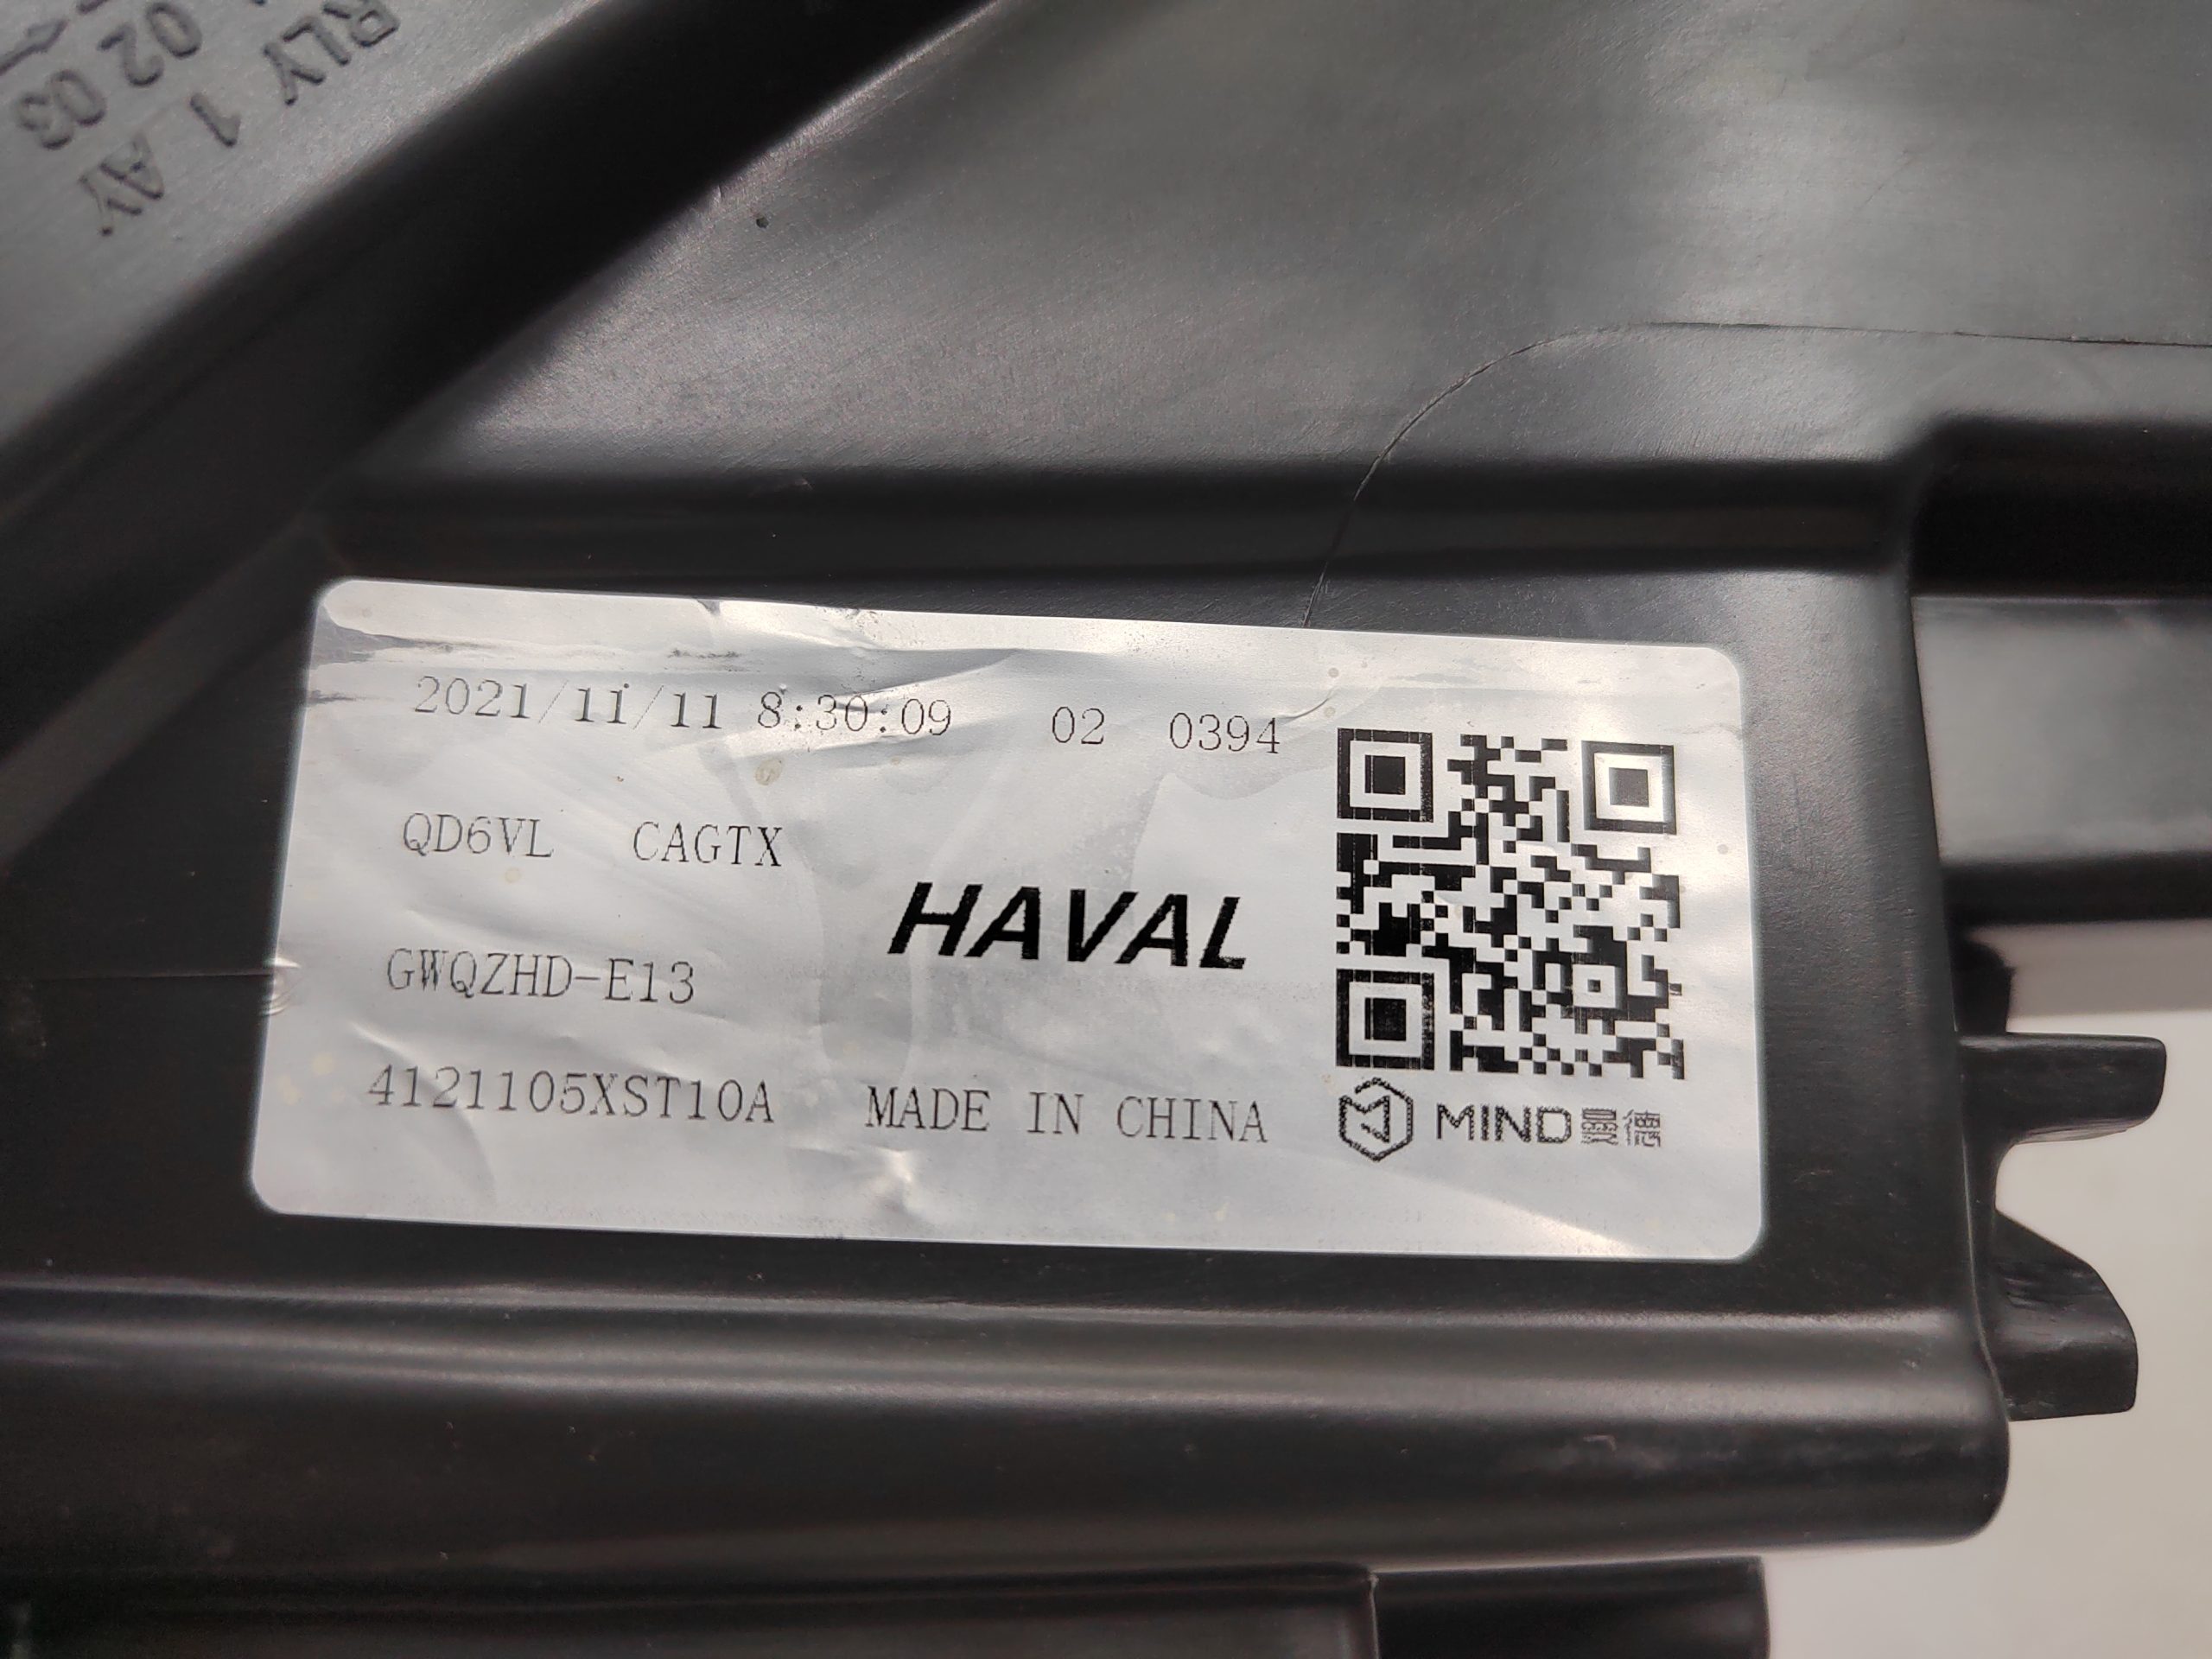 RLY 1 AY
02 03
2021/11/11 8:30:09 02 0394
QD6VL CAGTX
HAVAL
GWQZHD-E13
4121105XST10A MADE IN CHINA
MIND曼德